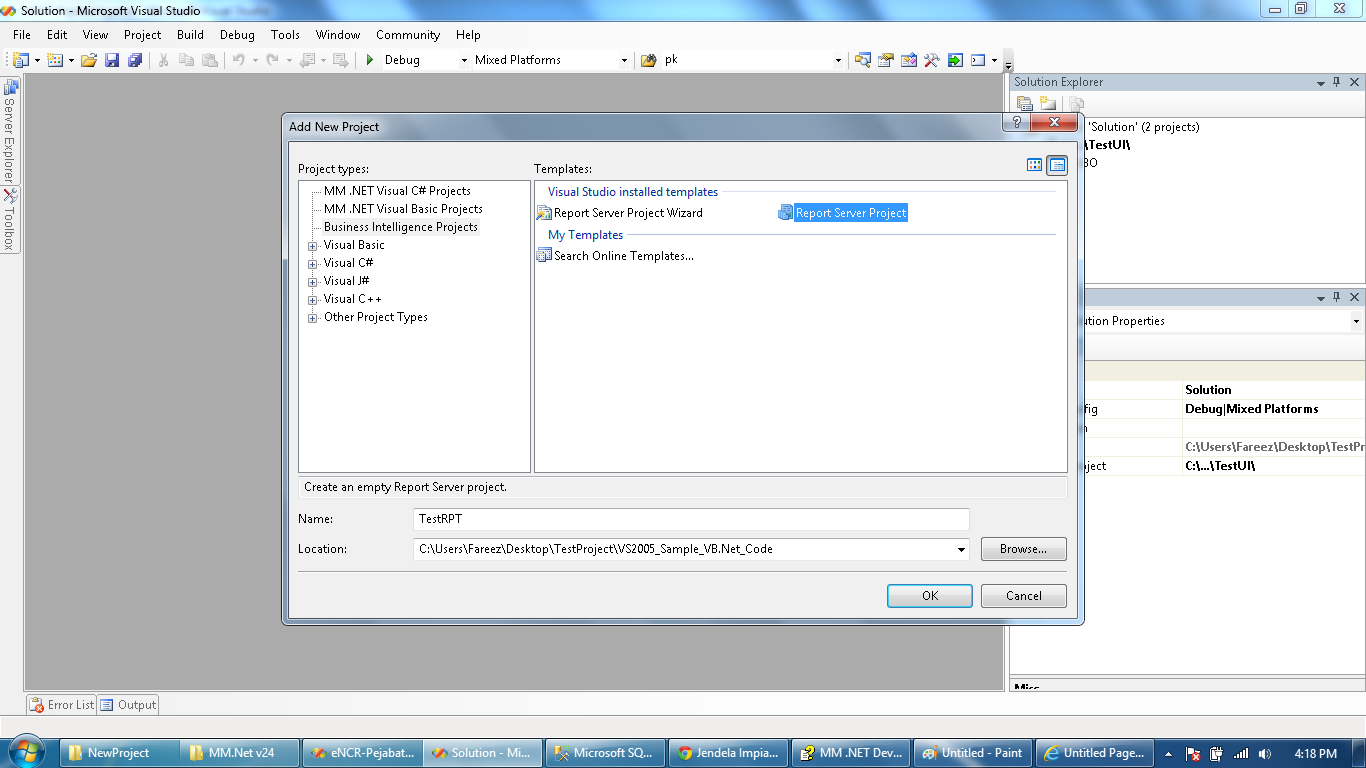 Solution - Microsoft Visual Studio
File Edit View Project Build Debug Tools Window Community Help
Debug Mixed Platforms pk
Server Explorer
Toolbox
Solution Explorer
'Solution' (2 projects)
\TestUI\
BO
Add New Project
Project types:
MM .NET Visual C# Projects
MM .NET Visual Basic Projects
Business Intelligence Projects
Visual Basic
Visual C#
Visual J#
Visual C++
Other Project Types
Templates:
Visual Studio installed templates
Report Server Project Wizard
Report Server Project
My Templates
Search Online Templates...
Create an empty Report Server project.
Name: TestRPT
Location: C:\Users\Fareez\Desktop\TestProject\VS2005_Sample_VB.Net_Code
Browse...
OK Cancel
ution Properties
Solution
fig Debug|Mixed Platforms
n
C:\Users\Fareez\Desktop\TestPr
ject C:\...\TestUI\
Misc
Error List Output
NewProject MM.Net v24 eNCR-Pejabat... Solution - Mi... Microsoft SQ... Jendela Impia... MM .NET Dev... Untitled - Paint Untitled Page... 4:18 PM